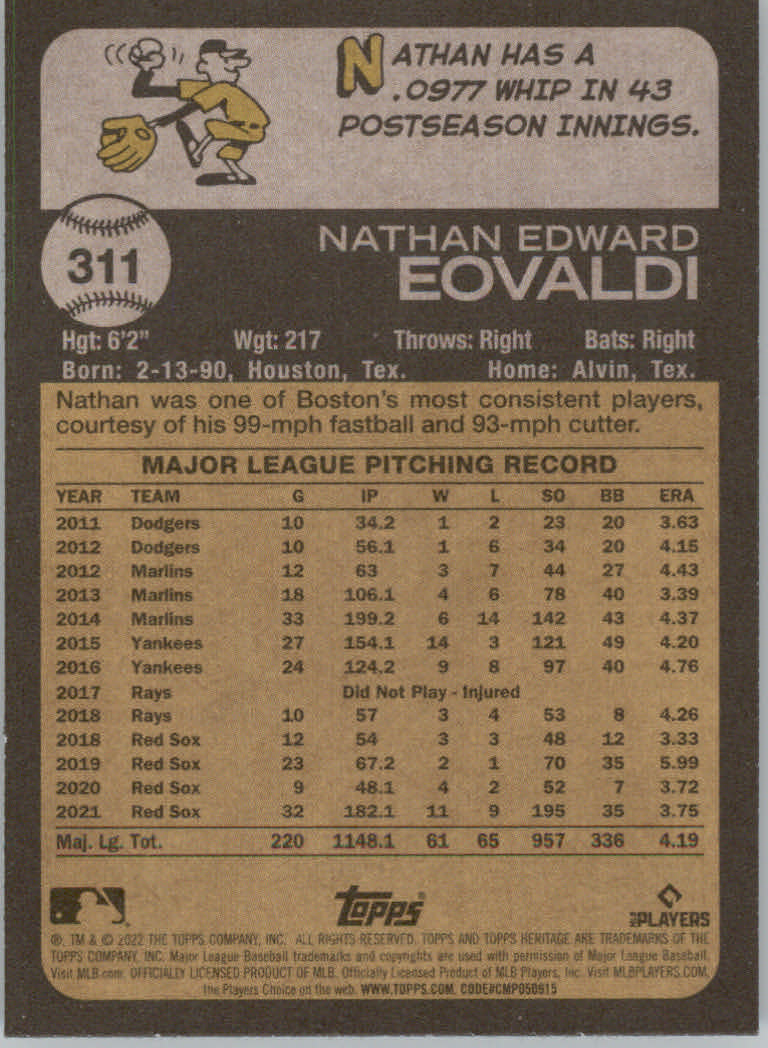 NATHAN HAS A
.0977 WHIP IN 43
POSTSEASON INNINGS.
311
NATHAN EDWARD
EOVALDI
Hgt: 6'2" Wgt: 217 Throws: Right Bats: Right
Born: 2-13-90, Houston, Tex. Home: Alvin, Tex.
Nathan was one of Boston's most consistent players,
courtesy of his 99-mph fastball and 93-mph cutter.
MAJOR LEAGUE PITCHING RECORD
YEAR TEAM G IP W L SO BB ERA
2011 Dodgers 10 34.2 1 2 23 20 3.63
2012 Dodgers 10 56.1 1 6 34 20 4.15
2012 Marlins 12 63 3 7 44 27 4.43
2013 Marlins 18 106.1 4 6 78 40 3.39
2014 Marlins 33 199.2 6 14 142 43 4.37
2015 Yankees 27 154.1 14 3 121 49 4.20
2016 Yankees 24 124.2 9 8 97 40 4.76
2017 Rays Did Not Play - Injured
2018 Rays 10 57 3 4 53 8 4.26
2018 Red Sox 12 54 3 3 48 12 3.33
2019 Red Sox 23 67.2 2 1 70 35 5.99
2020 Red Sox 9 48.1 4 2 52 7 3.72
2021 Red Sox 32 182.1 11 9 195 35 3.75
Maj. Lg. Tot. 220 1148.1 61 65 957 336 4.19
Topps®
MLB PLAYERS
®, TM & © 2022 THE TOPPS COMPANY, INC. ALL RIGHTS RESERVED. TOPPS AND TOPPS HERITAGE ARE TRADEMARKS OF THE
TOPPS COMPANY, INC. Major League Baseball trademarks and copyrights are used with permission of Major League Baseball.
Visit MLB.com. OFFICIALLY LICENSED PRODUCT OF MLB. Officially Licensed Product of MLB Players, Inc. Visit MLBPLAYERS.COM,
the Players Choice on the web. WWW.TOPPS.COM. CODE#CMP050615